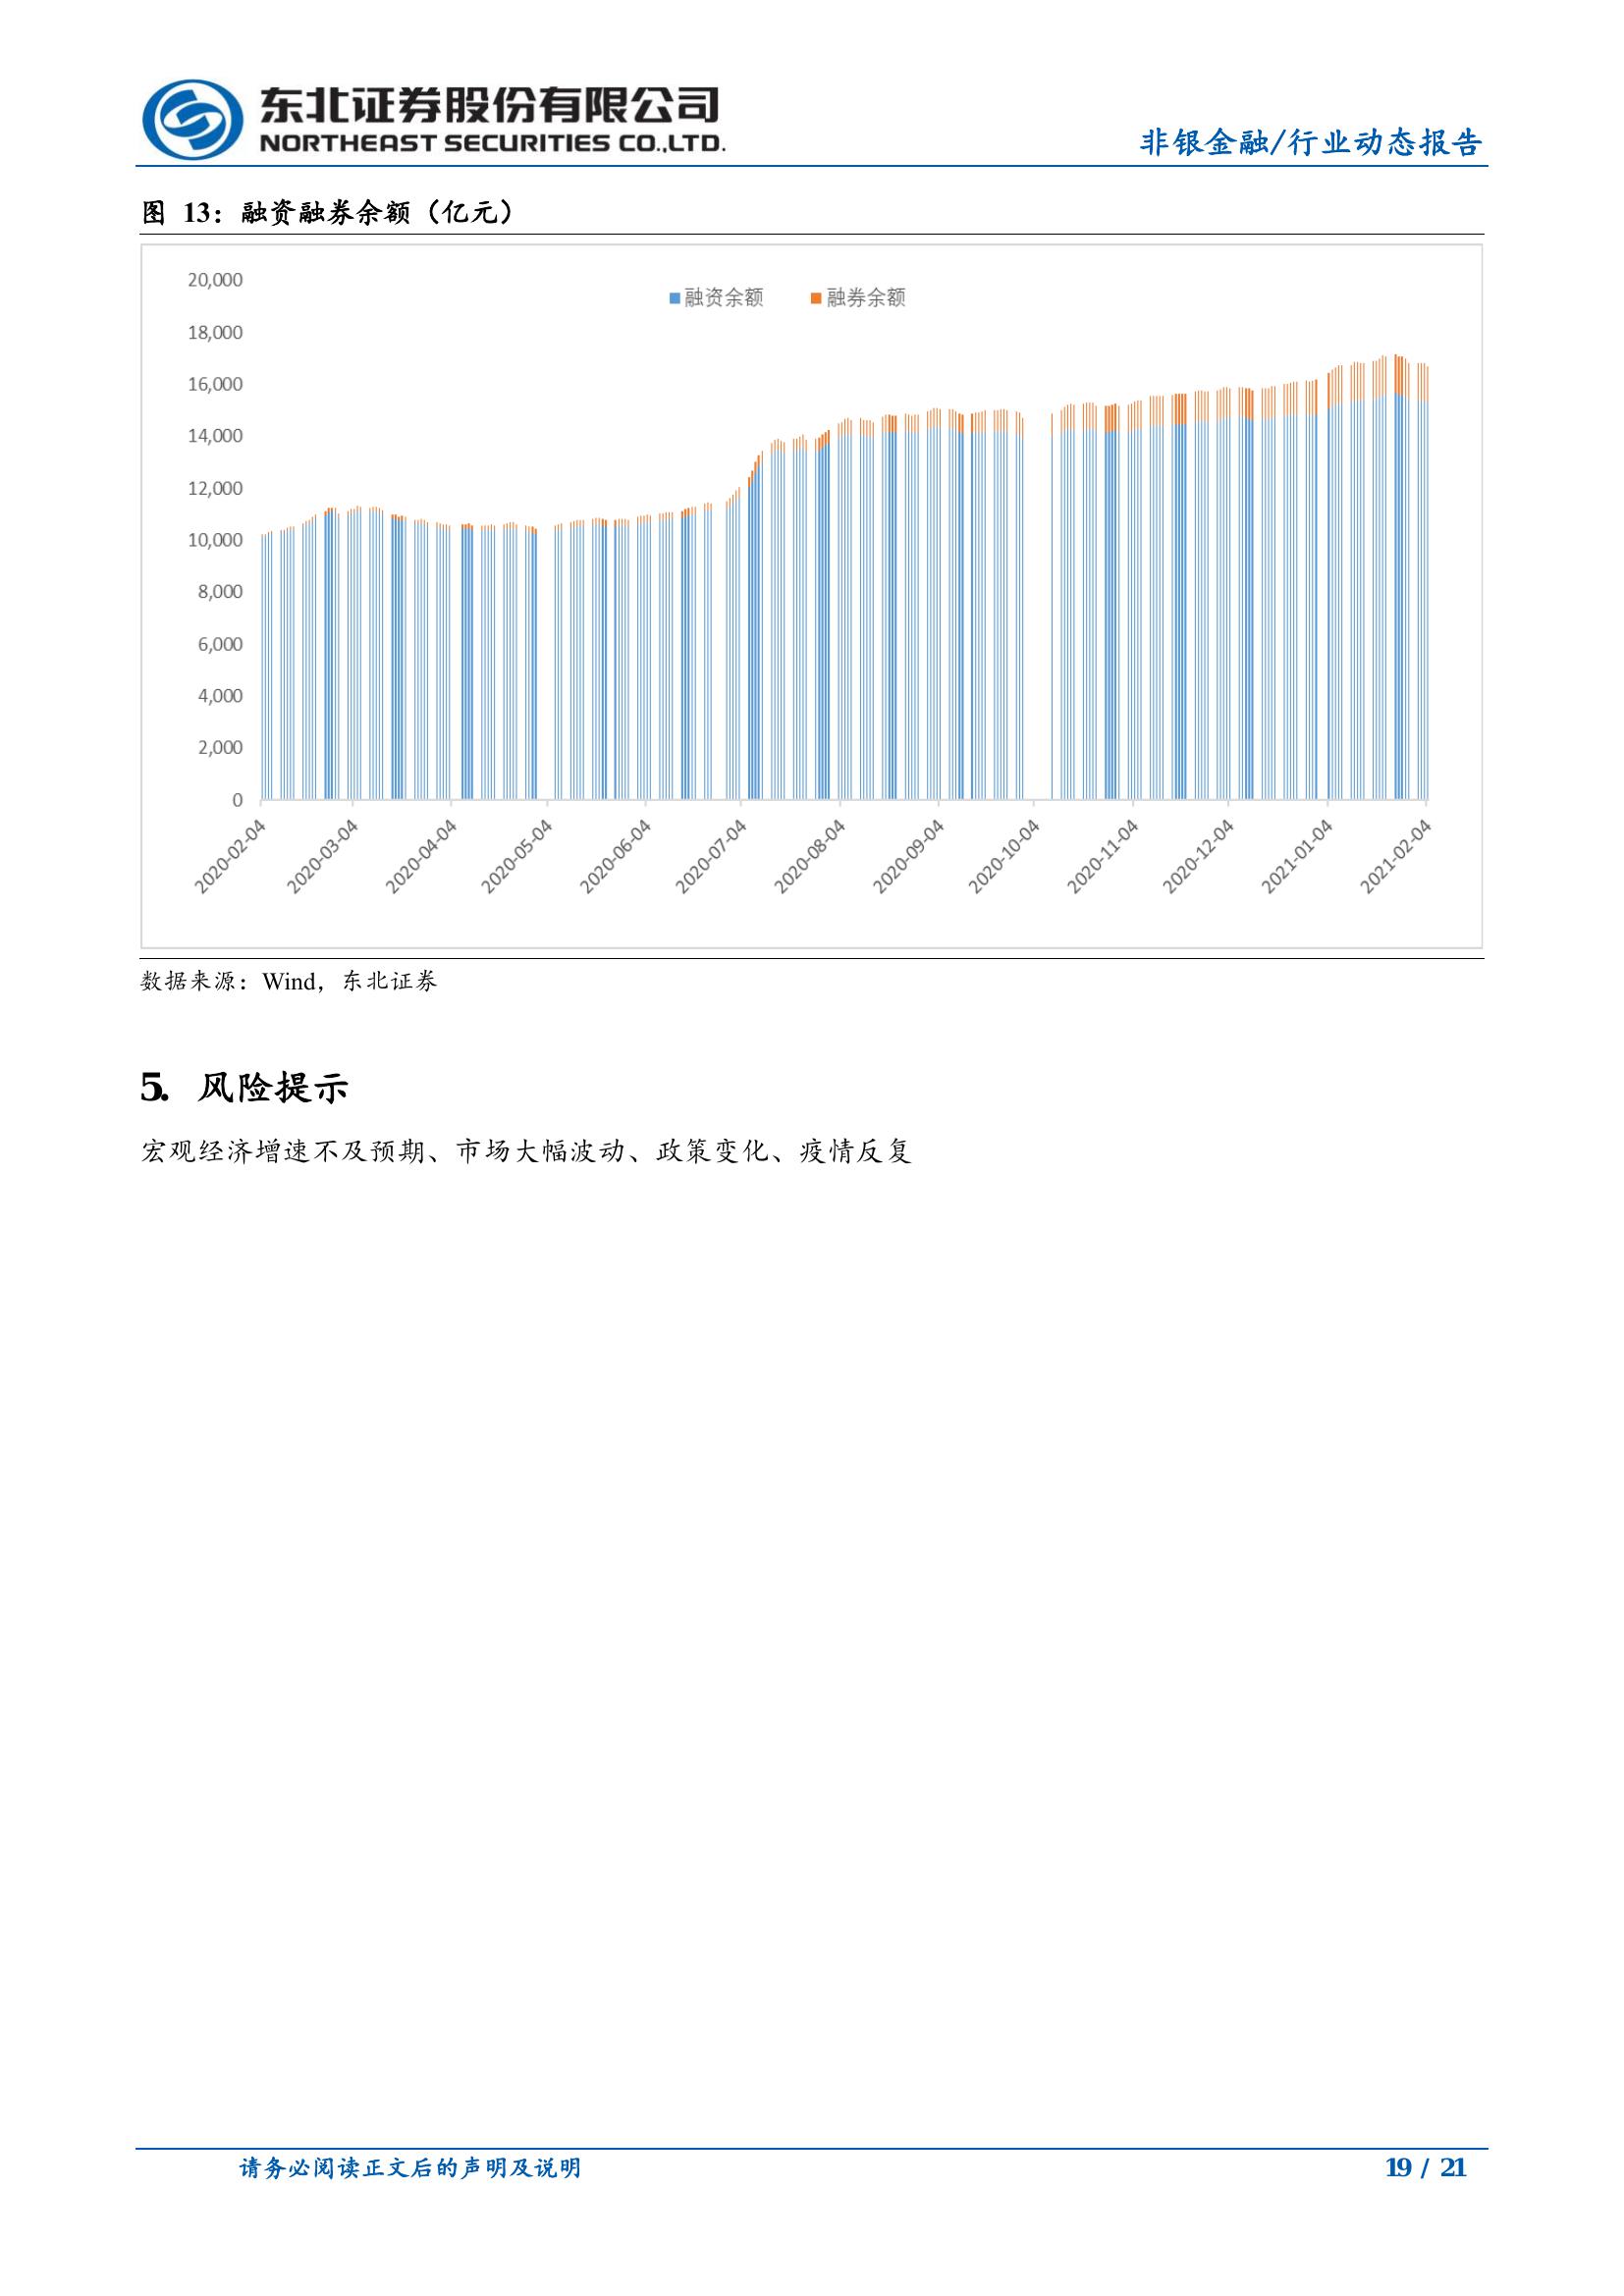 东北证券股份有限公司
NORTHEAST SECURITIES CO.,LTD.
非银金融/行业动态报告
图 13：融资融券余额（亿元）
融资余额 融券余额
20,000
18,000
16,000
14,000
12,000
10,000
8,000
6,000
4,000
2,000
0
2020-02-04 2020-03-04 2020-04-04 2020-05-04 2020-06-04 2020-07-04 2020-08-04 2020-09-04 2020-10-04 2020-11-04 2020-12-04 2021-01-04 2021-02-04
数据来源：Wind，东北证券
5. 风险提示
宏观经济增速不及预期、市场大幅波动、政策变化、疫情反复
请务必阅读正文后的声明及说明 19 / 21